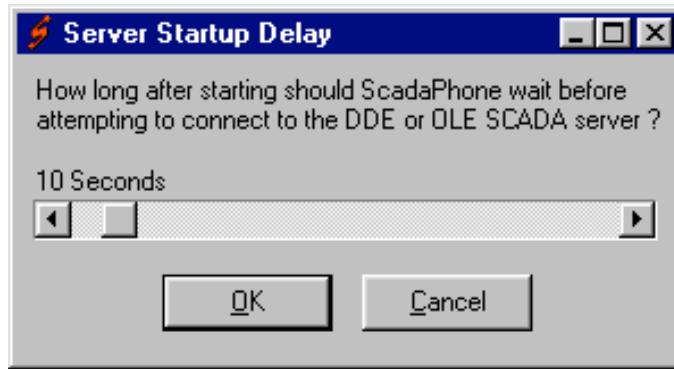 Server Startup Delay
How long after starting should ScadaPhone wait before
attempting to connect to the DDE or OLE SCADA server ?
10 Seconds
OK Cancel